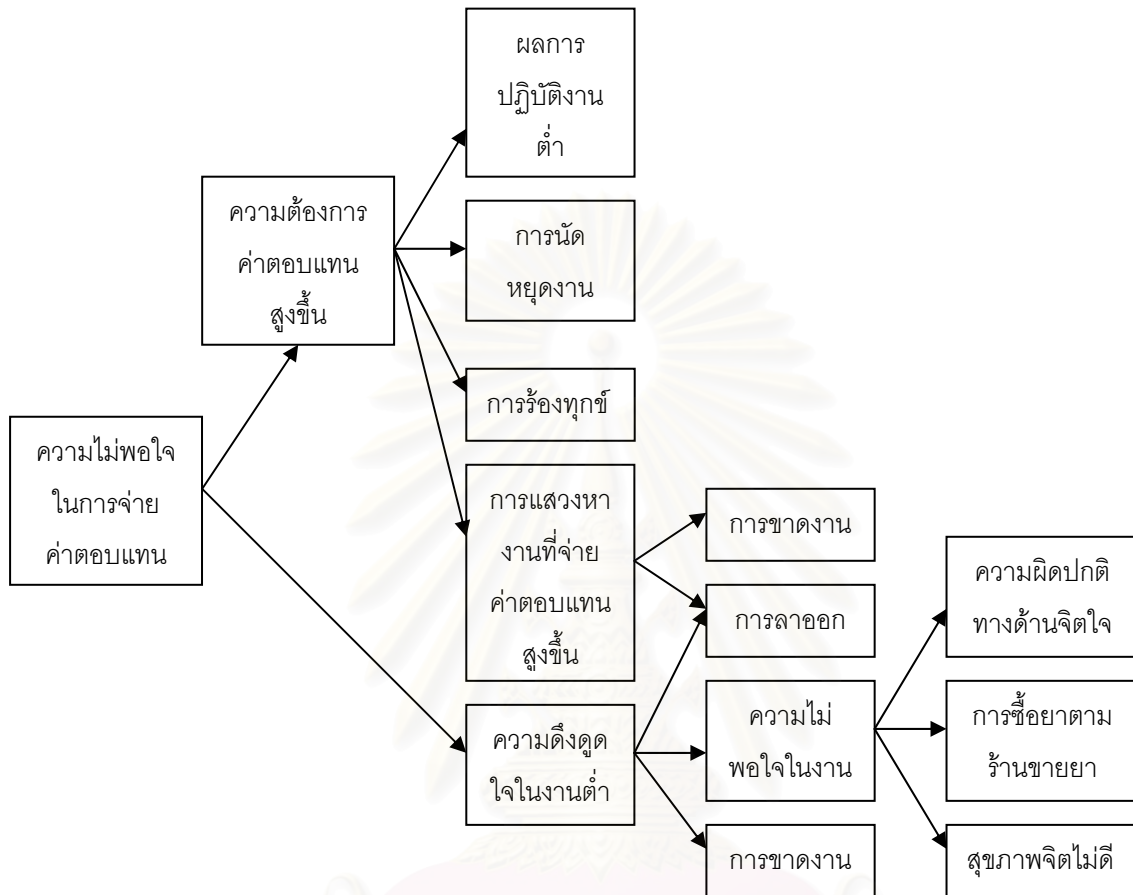 ผลการ
ปฏิบัติงาน
ต่ำ
ความต้องการ
ค่าตอบแทน
สูงขึ้น
การนัด
หยุดงาน
การร้องทุกข์
ความไม่พอใจ
ในการจ่าย
ค่าตอบแทน
การแสวงหา
งานที่จ่าย
ค่าตอบแทน
สูงขึ้น
การขาดงาน
การลาออก
ความผิดปกติ
ทางด้านจิตใจ
ความดึงดูด
ใจในงานต่ำ
ความไม่
พอใจในงาน
การซื้อยาตาม
ร้านขายยา
การขาดงาน
สุขภาพจิตไม่ดี